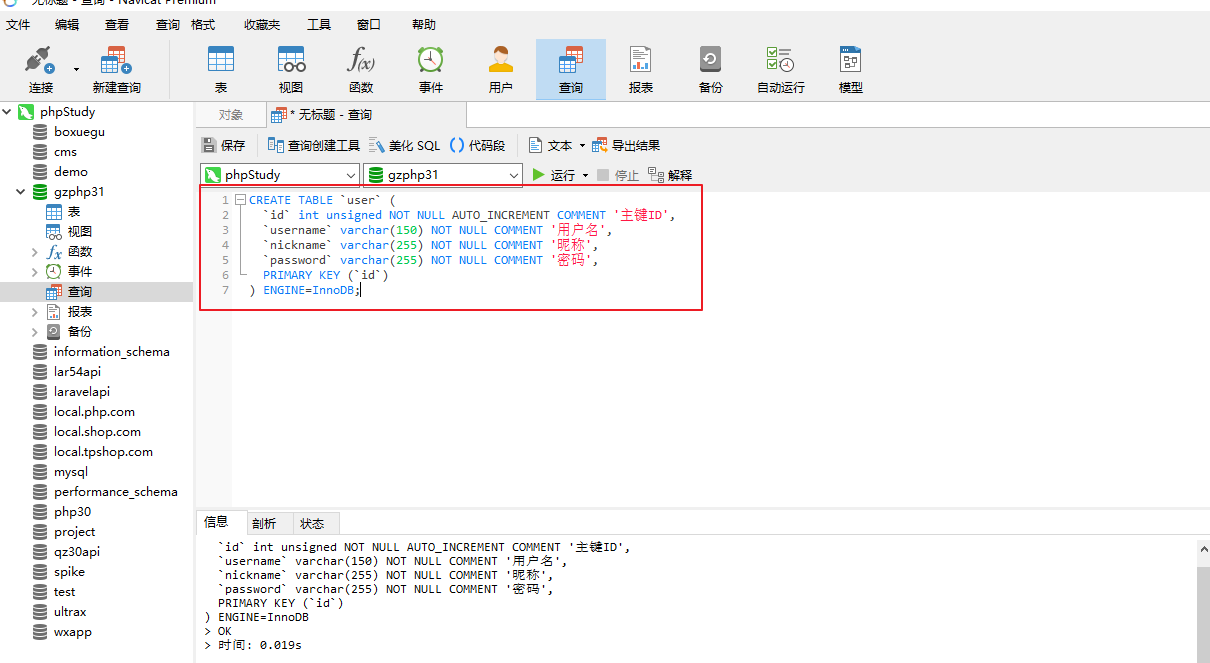 无标题 - 查询 - Navicat Premium
文件 编辑 查看 查询 格式 收藏夹 工具 窗口 帮助
连接 新建查询 表 视图 函数 事件 用户 查询 报表 备份 自动运行 模型
phpStudy
boxuegu
cms
demo
gzphp31
表
视图
函数
事件
查询
报表
备份
information_schema
lar54api
laravelapi
local.php.com
local.shop.com
local.tpshop.com
mysql
performance_schema
php30
project
qz30api
spike
test
ultrax
wxapp
对象 * 无标题 - 查询
保存 查询创建工具 美化 SQL () 代码段 文本 导出结果
phpStudy gzphp31 运行 停止 解释
1 CREATE TABLE `user` (
2 `id` int unsigned NOT NULL AUTO_INCREMENT COMMENT '主键ID',
3 `username` varchar(150) NOT NULL COMMENT '用户名',
4 `nickname` varchar(255) NOT NULL COMMENT '昵称',
5 `password` varchar(255) NOT NULL COMMENT '密码',
6 PRIMARY KEY (`id`)
7 ) ENGINE=InnoDB;
信息 剖析 状态
`id` int unsigned NOT NULL AUTO_INCREMENT COMMENT '主键ID',
`username` varchar(150) NOT NULL COMMENT '用户名',
`nickname` varchar(255) NOT NULL COMMENT '昵称',
`password` varchar(255) NOT NULL COMMENT '密码',
PRIMARY KEY (`id`)
) ENGINE=InnoDB
> OK
> 时间: 0.019s